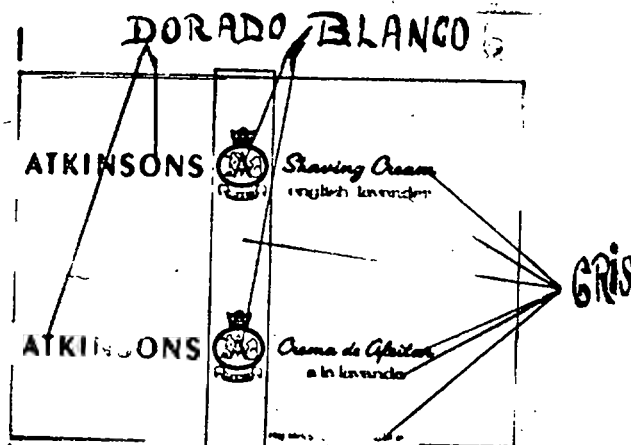 DORADO BLANCO
ATKINSONS Shaving Cream
english lavender
GRIS
ATKINSONS Crema de Afeitar
a la lavanda